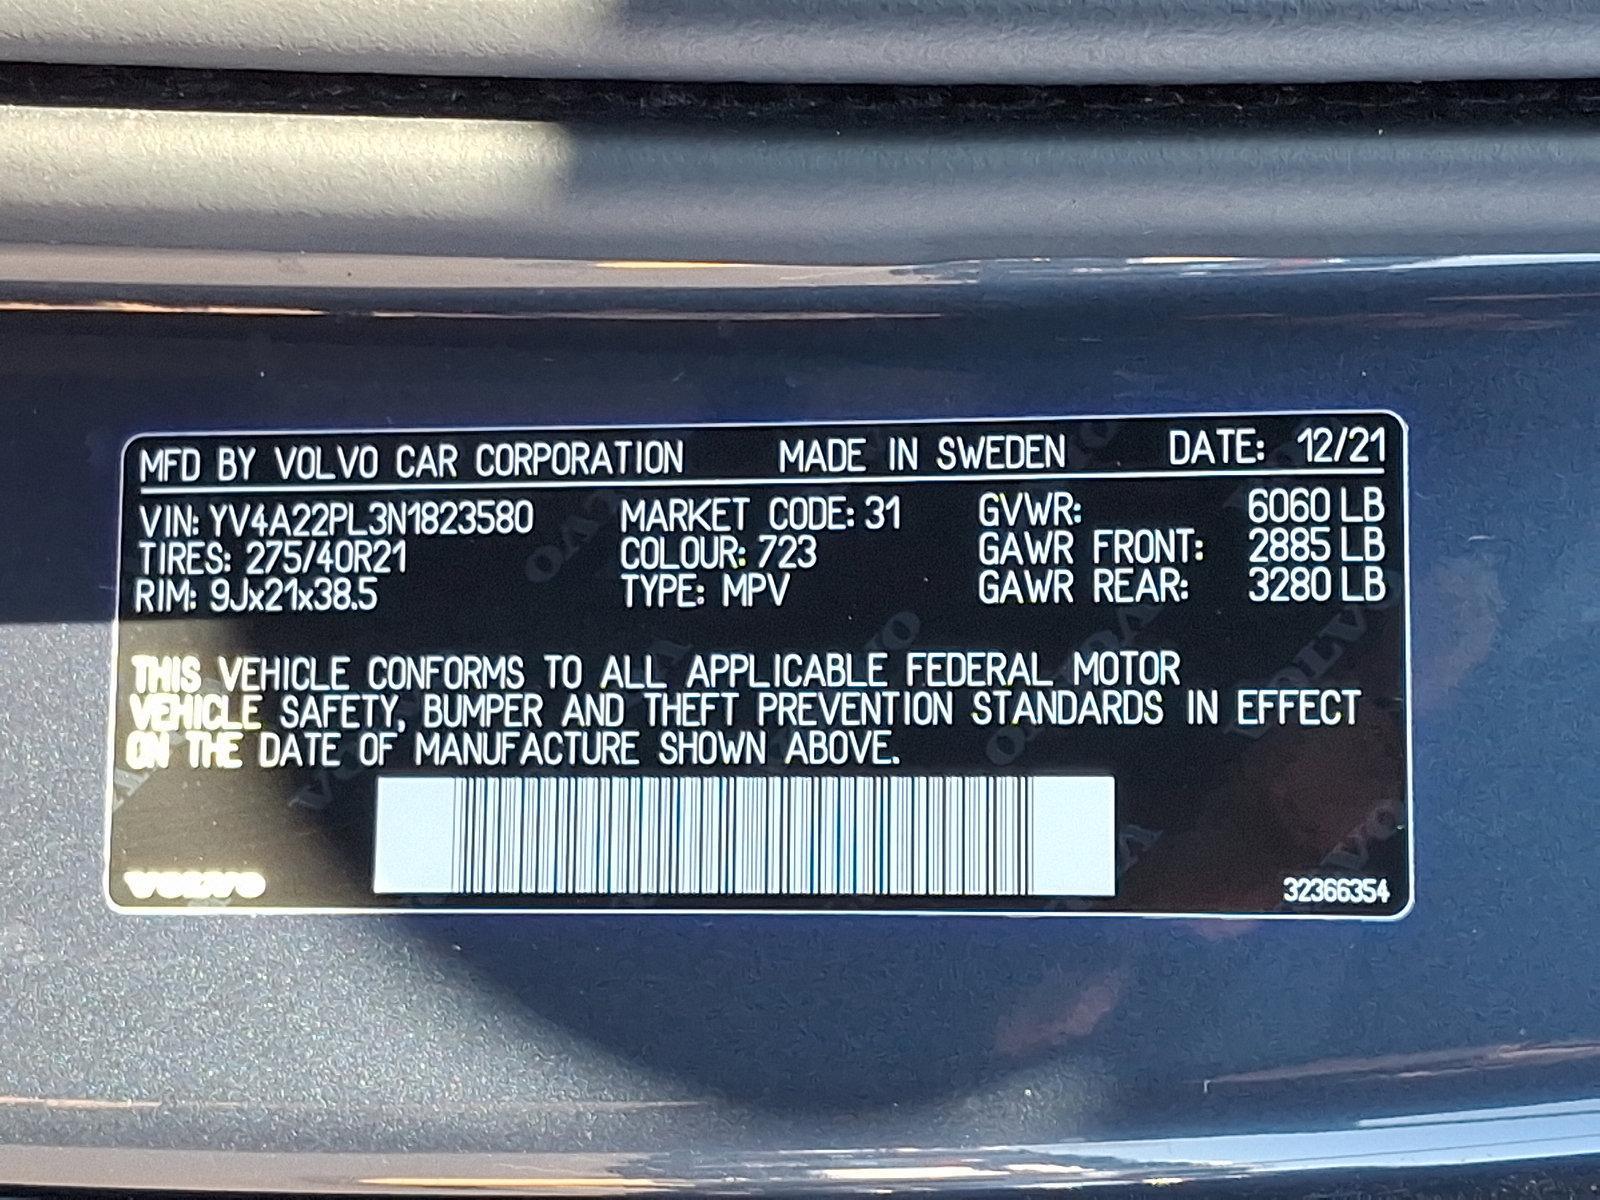 MFD BY VOLVO CAR CORPORATION MADE IN SWEDEN DATE: 12/21
VIN: YV4A22PL3N1823580 MARKET CODE: 31 GVWR: 6060 LB
TIRES: 275/40R21 COLOUR: 723 GAWR FRONT: 2885 LB
RIM: 9Jx21x38.5 TYPE: MPV GAWR REAR: 3280 LB
THIS VEHICLE CONFORMS TO ALL APPLICABLE FEDERAL MOTOR
VEHICLE SAFETY, BUMPER AND THEFT PREVENTION STANDARDS IN EFFECT
ON THE DATE OF MANUFACTURE SHOWN ABOVE.
VOLVO 32366354